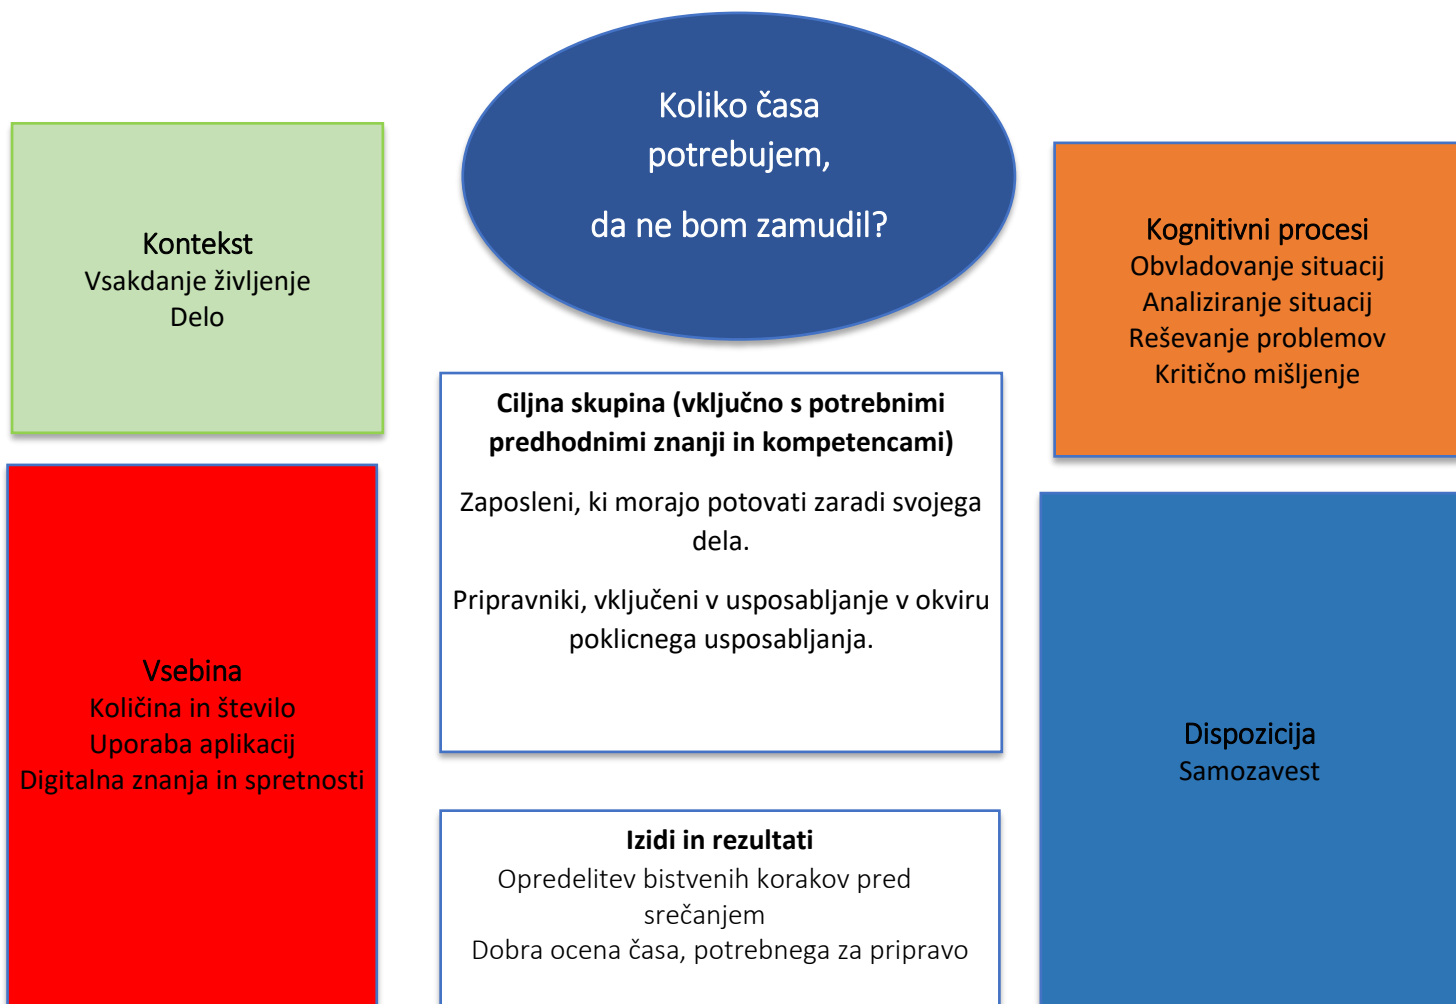 Koliko časa
potrebujem,
da ne bom zamudil?
Kontekst
Vsakdanje življenje
Delo
Kognitivni procesi
Obvladovanje situacij
Analiziranje situacij
Reševanje problemov
Kritično mišljenje
Ciljna skupina (vključno s potrebnimi
predhodnimi znanji in kompetencami)
Zaposleni, ki morajo potovati zaradi svojega
dela.
Pripravniki, vključeni v usposabljanje v okviru
poklicnega usposabljanja.
Vsebina
Količina in število
Uporaba aplikacij
Digitalna znanja in spretnosti
Dispozicija
Samozavest
Izidi in rezultati
Opredelitev bistvenih korakov pred
srečanjem
Dobra ocena časa, potrebnega za pripravo